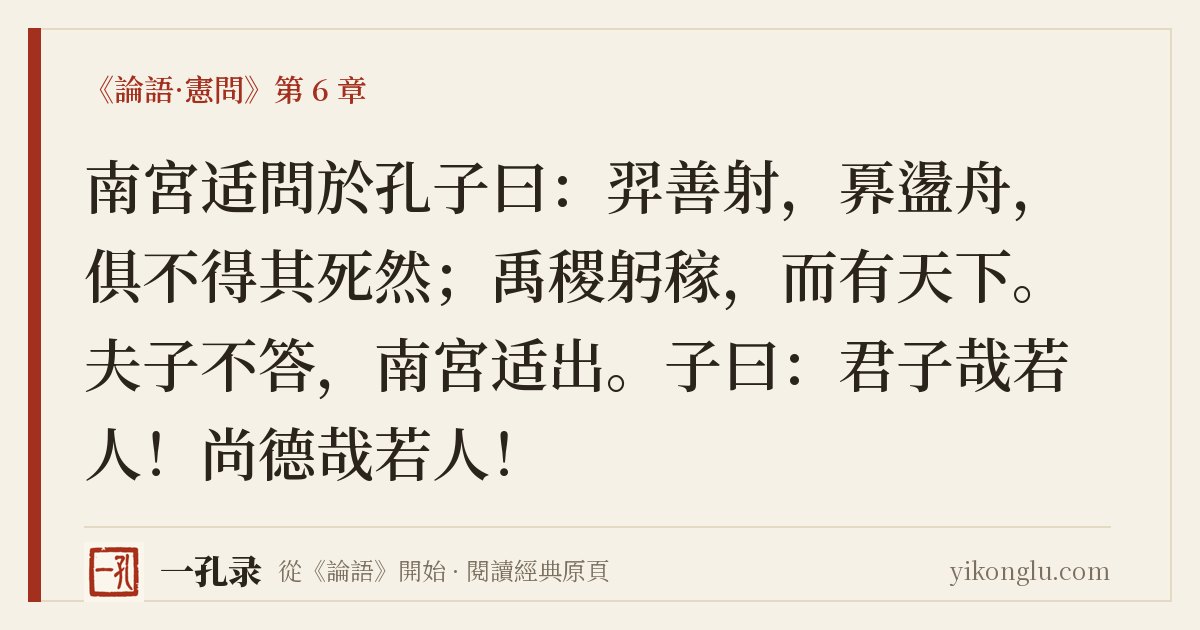 《論語·憲問》第 6 章
南宮适問於孔子曰：羿善射，奡盪舟，
俱不得其死然；禹稷躬稼，而有天下。
夫子不答，南宮适出。子曰：君子哉若
人！尚德哉若人！
一孔
一孔录 從《論語》開始 · 閱讀經典原頁 yikonglu.com